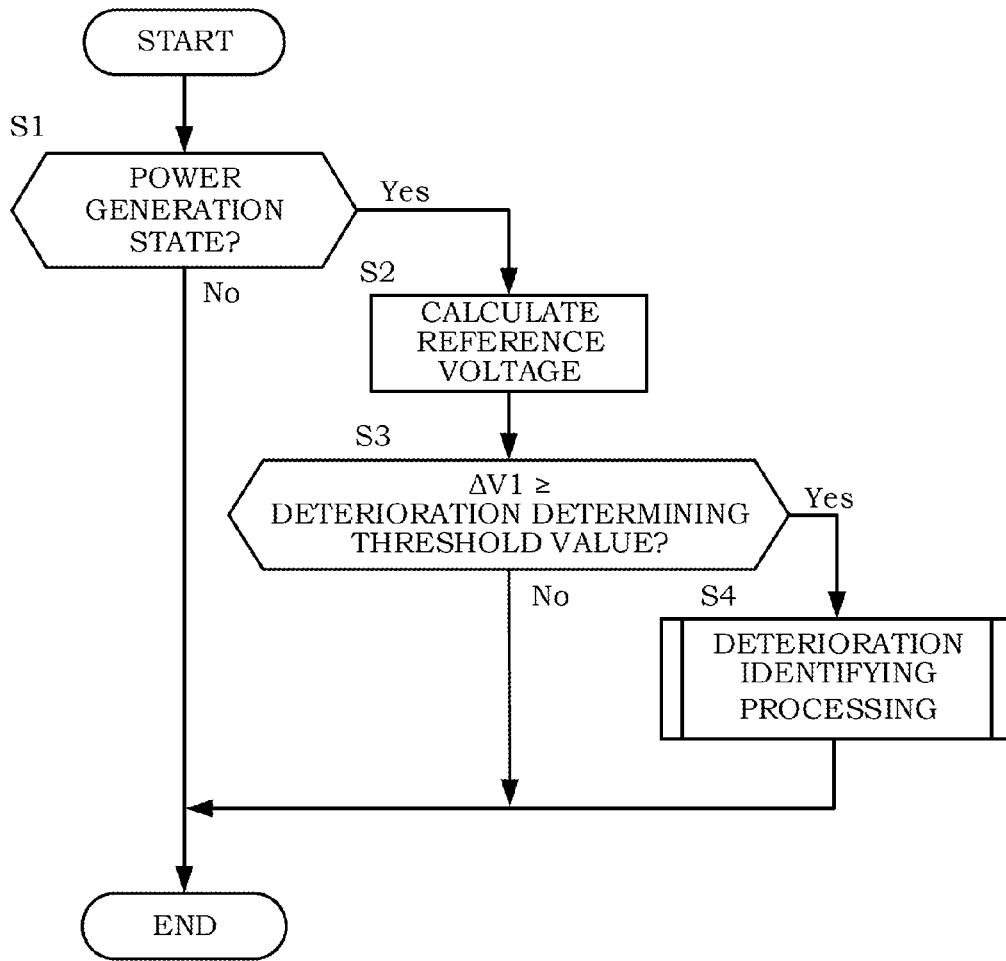 START
S1
POWER
GENERATION
STATE?
Yes
No
S2
CALCULATE
REFERENCE
VOLTAGE
S3
ΔV1 ≥
DETERIORATION DETERMINING
THRESHOLD VALUE?
Yes
No
S4
DETERIORATION
IDENTIFYING
PROCESSING
END